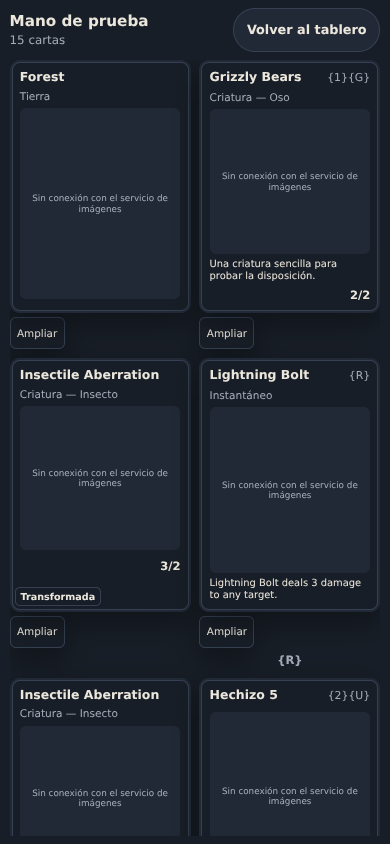 Mano de prueba
15 cartas
Volver al tablero
Forest
Tierra
Sin conexión con el servicio de
imágenes
Ampliar
Grizzly Bears {1}{G}
Criatura — Oso
Sin conexión con el servicio de
imágenes
Una criatura sencilla para
probar la disposición.
2/2
Ampliar
Insectile Aberration
Criatura — Insecto
Sin conexión con el servicio de
imágenes
3/2
Transformada
Ampliar
Lightning Bolt {R}
Instantáneo
Sin conexión con el servicio de
imágenes
Lightning Bolt deals 3 damage
to any target.
Ampliar
{R}
Insectile Aberration
Criatura — Insecto
Sin conexión con el servicio de
imágenes
Hechizo 5 {2}{U}
Sin conexión con el servicio de
imágenes